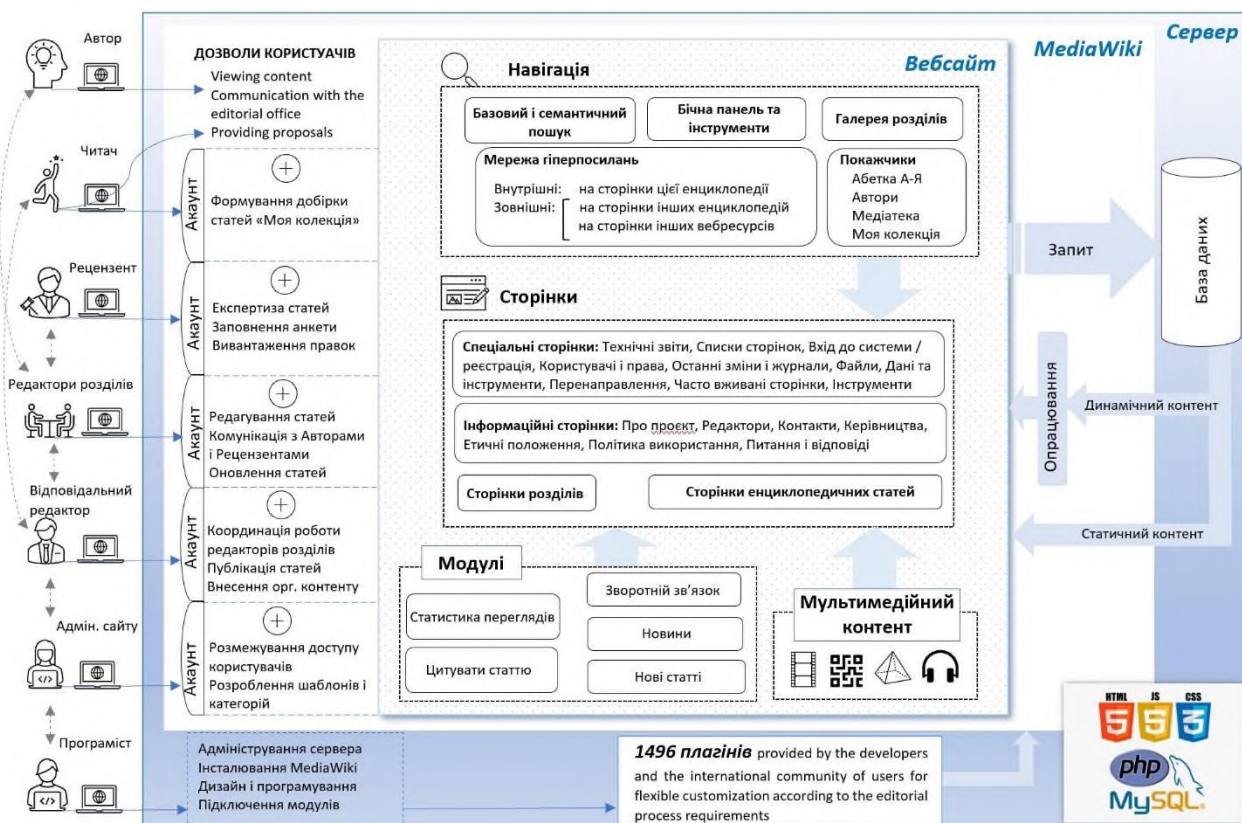 Автор
Читач
Рецензент
Редактори розділів
Відповідальний
редактор
Адмін. сайту
Програміст
ДОЗВОЛИ КОРИСТУАЧІВ
Viewing content
Communication with the
editorial office
Providing proposals
Акаунт
Формування добірки
статей «Моя колекція»
Акаунт
Експертиза статей
Заповнення анкети
Вивантаження правок
Акаунт
Редагування статей
Комунікація з Авторами
і Рецензентами
Оновлення статей
Акаунт
Координація роботи
редакторів розділів
Публікація статей
Внесення орг. контенту
Акаунт
Розмежування доступу
користувачів
Розроблення шаблонів і
категорій
Адміністрування сервера
Інсталювання MediaWiki
Дизайн і програмування
Підключення модулів
Вебсайт
Навігація
Базовий і семантичний
пошук
Бічна панель та
інструменти
Галерея розділів
Мережа гіперпосилань
Внутрішні: на сторінки цієї енциклопедії
Зовнішні: на сторінки інших енциклопедій
на сторінки інших вебресурсів
Покажчики
Абетка А-Я
Автори
Медіатека
Моя колекція
Сторінки
Спеціальні сторінки: Технічні звіти, Списки сторінок, Вхід до системи /
реєстрація, Користувачі і права, Останні зміни і журнали, Файли, Дані та
інструменти, Перенаправлення, Часто вживані сторінки, Інструменти
Інформаційні сторінки: Про проєкт, Редактори, Контакти, Керівництва,
Етичні положення, Політика використання, Питання і відповіді
Сторінки розділів
Сторінки енциклопедичних статей
Модулі
Статистика переглядів
Цитувати статтю
Зворотній зв’язок
Новини
Нові статті
Мультимедійний
контент
1496 плагінів provided by the developers
and the international community of users for
flexible customization according to the editorial
process requirements
MediaWiki
Сервер
Запит
База даних
Опрацювання
Динамічний контент
Статичний контент
HTML JS CSS
5 5 3
php
MySQL